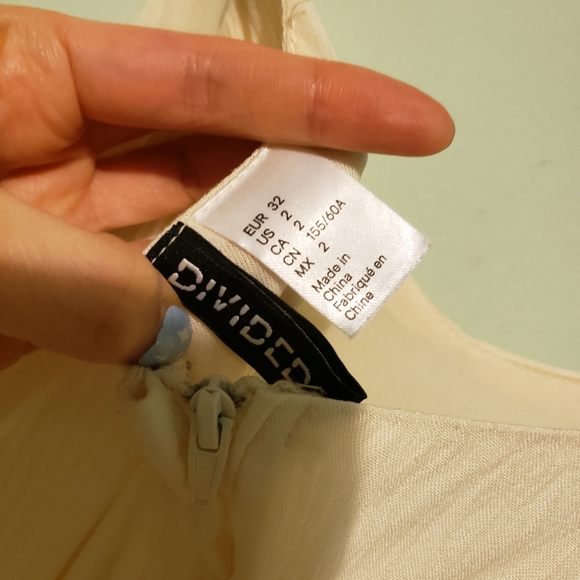 EUR 32
US 2
CA 2
CN 155/60A
MX 2
Made in
China
Fabriqué en
Chine
DIVIDED